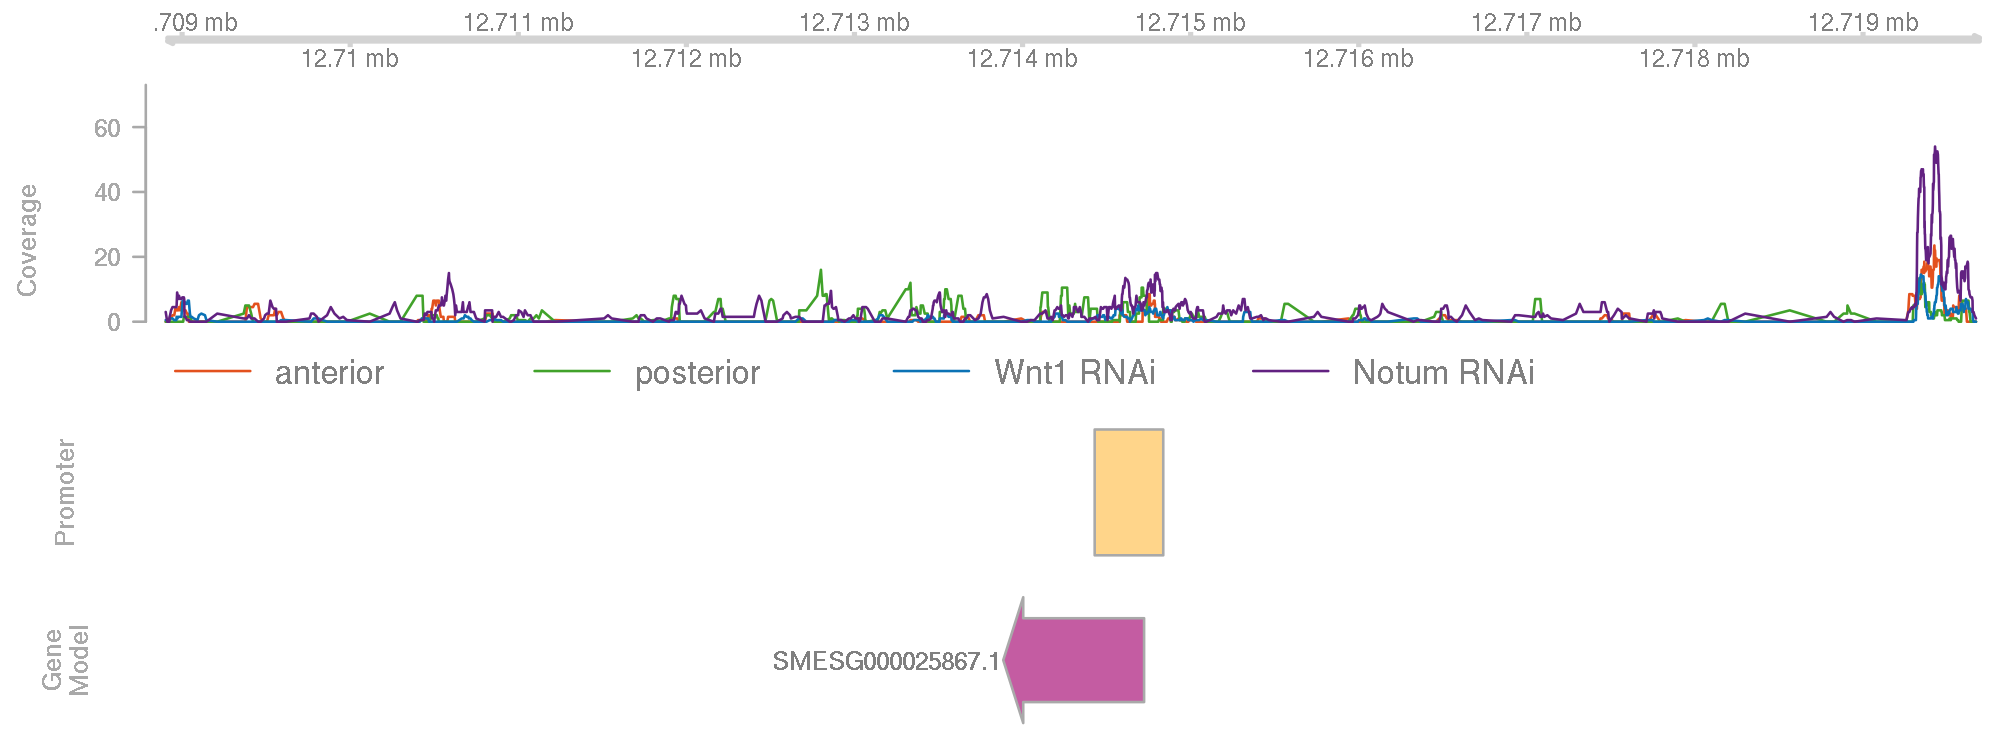 .709 mb 12.711 mb 12.713 mb 12.715 mb 12.717 mb 12.719 mb
12.71 mb 12.712 mb 12.714 mb 12.716 mb 12.718 mb
Coverage
60
40
20
0
anterior posterior Wnt1 RNAi Notum RNAi
Promoter
Gene
Model
SMESG000025867.1